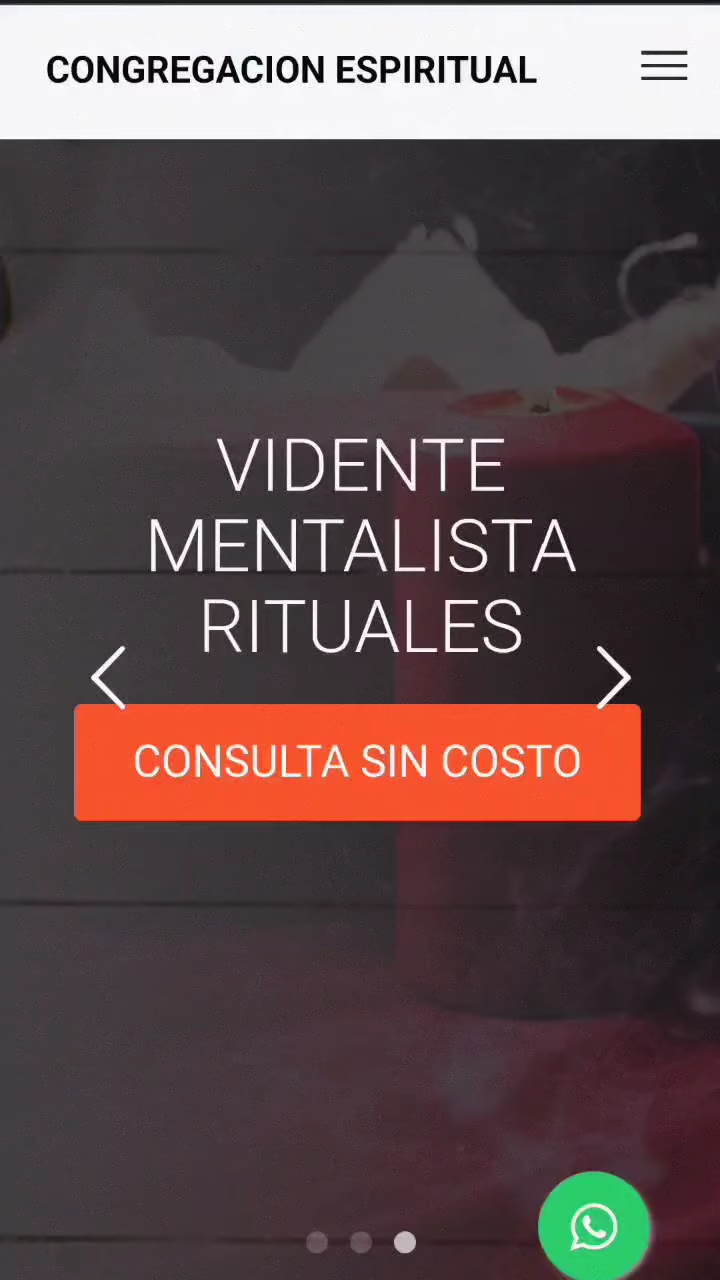 CONGREGACION ESPIRITUAL
VIDENTE
MENTALISTA
RITUALES
CONSULTA SIN COSTO